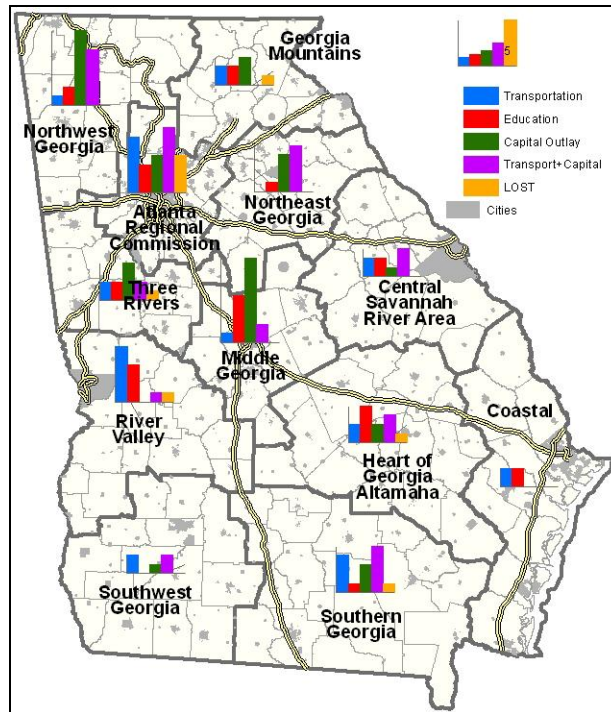 Georgia
Mountains
5
Transportation
Education
Capital Outlay
Transport+Capital
LOST
Cities
Northwest
Georgia
Atlanta
Regional
Commission
Northeast
Georgia
Three
Rivers
Central
Savannah
River Area
Middle
Georgia
River
Valley
Coastal
Heart of
Georgia
Altamaha
Southwest
Georgia
Southern
Georgia